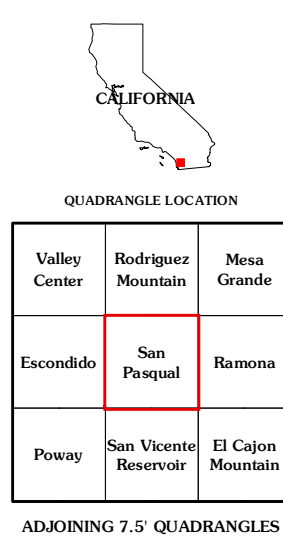 CALIFORNIA
QUADRANGLE LOCATION
Valley
Center
Rodriguez
Mountain
Mesa
Grande
Escondido
San
Pasqual
Ramona
Poway
San Vicente
Reservoir
El Cajon
Mountain
ADJOINING 7.5' QUADRANGLES